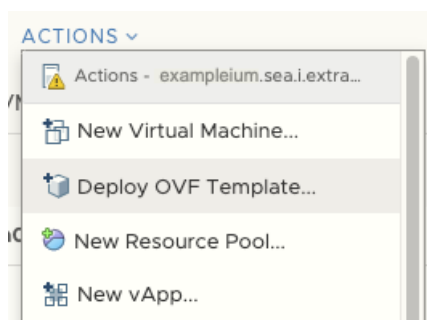 ACTIONS
Actions - exampleium.sea.i.extra...
New Virtual Machine...
Deploy OVF Template...
New Resource Pool...
New vApp...